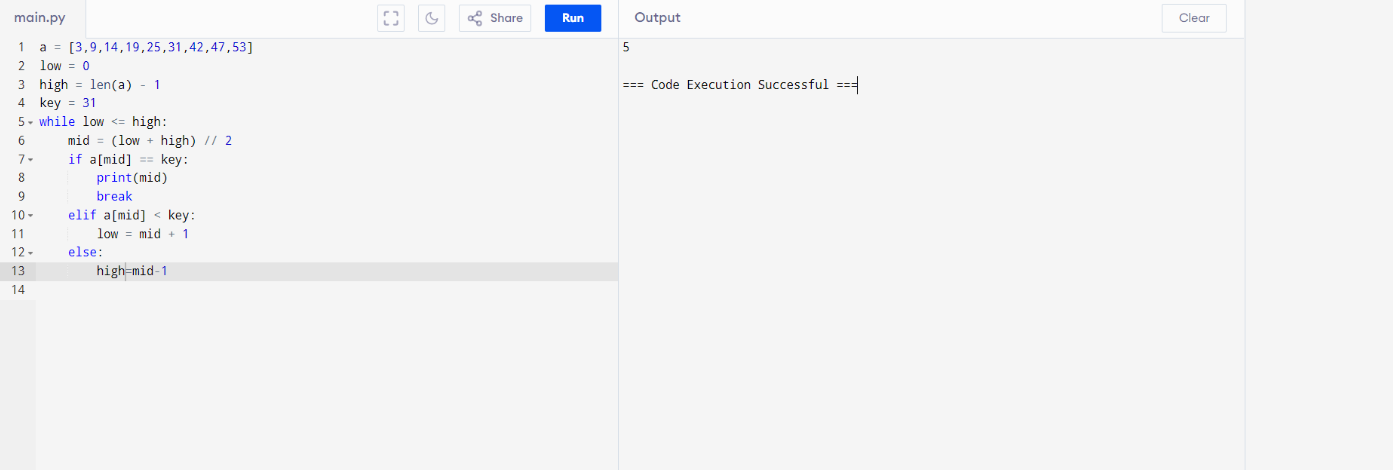 main.py
Share
Run
Output
Clear
1 a = [3,9,14,19,25,31,42,47,53]
2 low = 0
3 high = len(a) - 1
4 key = 31
5 while low <= high:
6     mid = (low + high) // 2
7     if a[mid] == key:
8         print(mid)
9         break
10     elif a[mid] < key:
11         low = mid + 1
12     else:
13         high=mid-1
14
5
=== Code Execution Successful ===